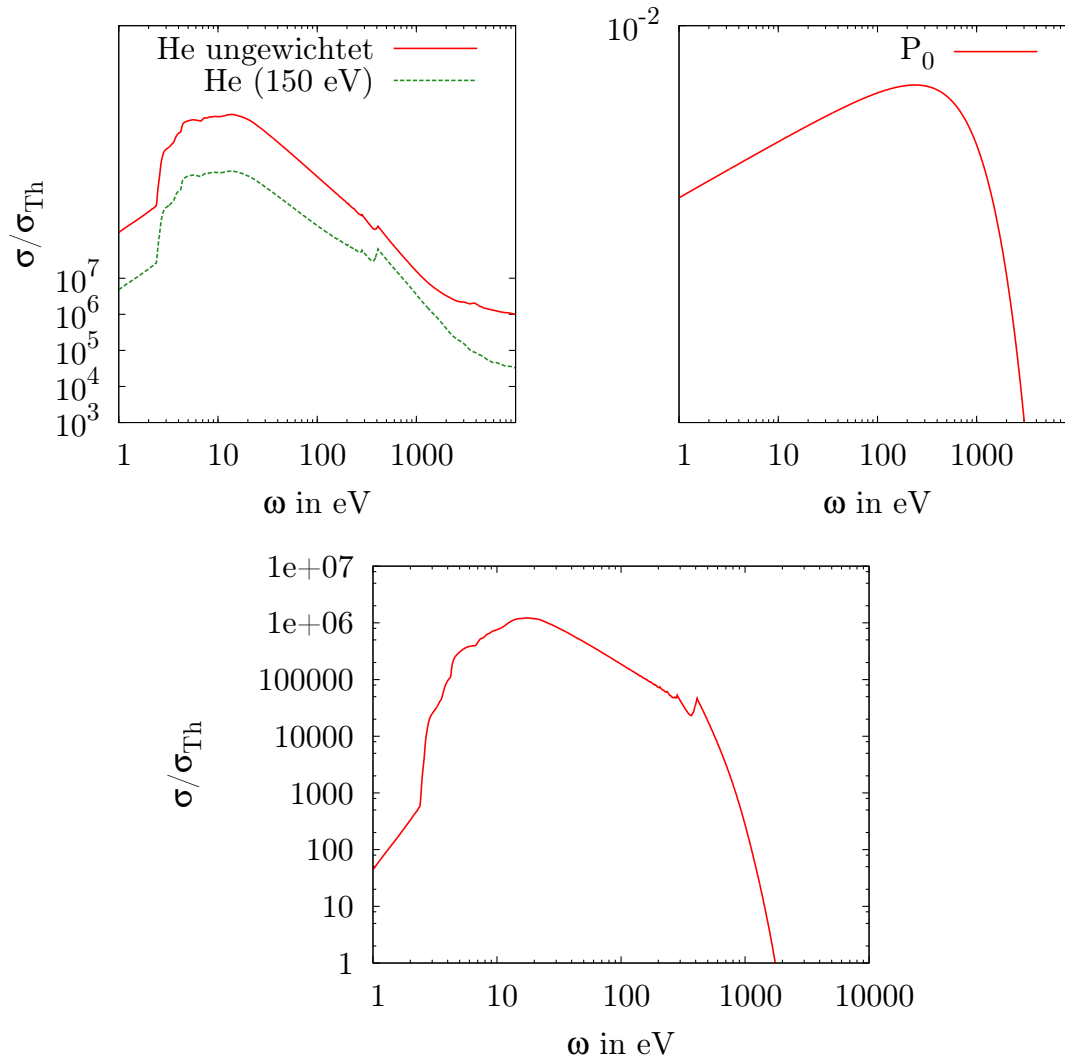 He ungewichtet
He (150 eV)
σ/σTh
10^7
10^6
10^5
10^4
10^3
1 10 100 1000
ω in eV
10^-2
P_0
1 10 100 1000
ω in eV
1e+07
1e+06
100000
10000
1000
100
10
1
σ/σTh
1 10 100 1000 10000
ω in eV